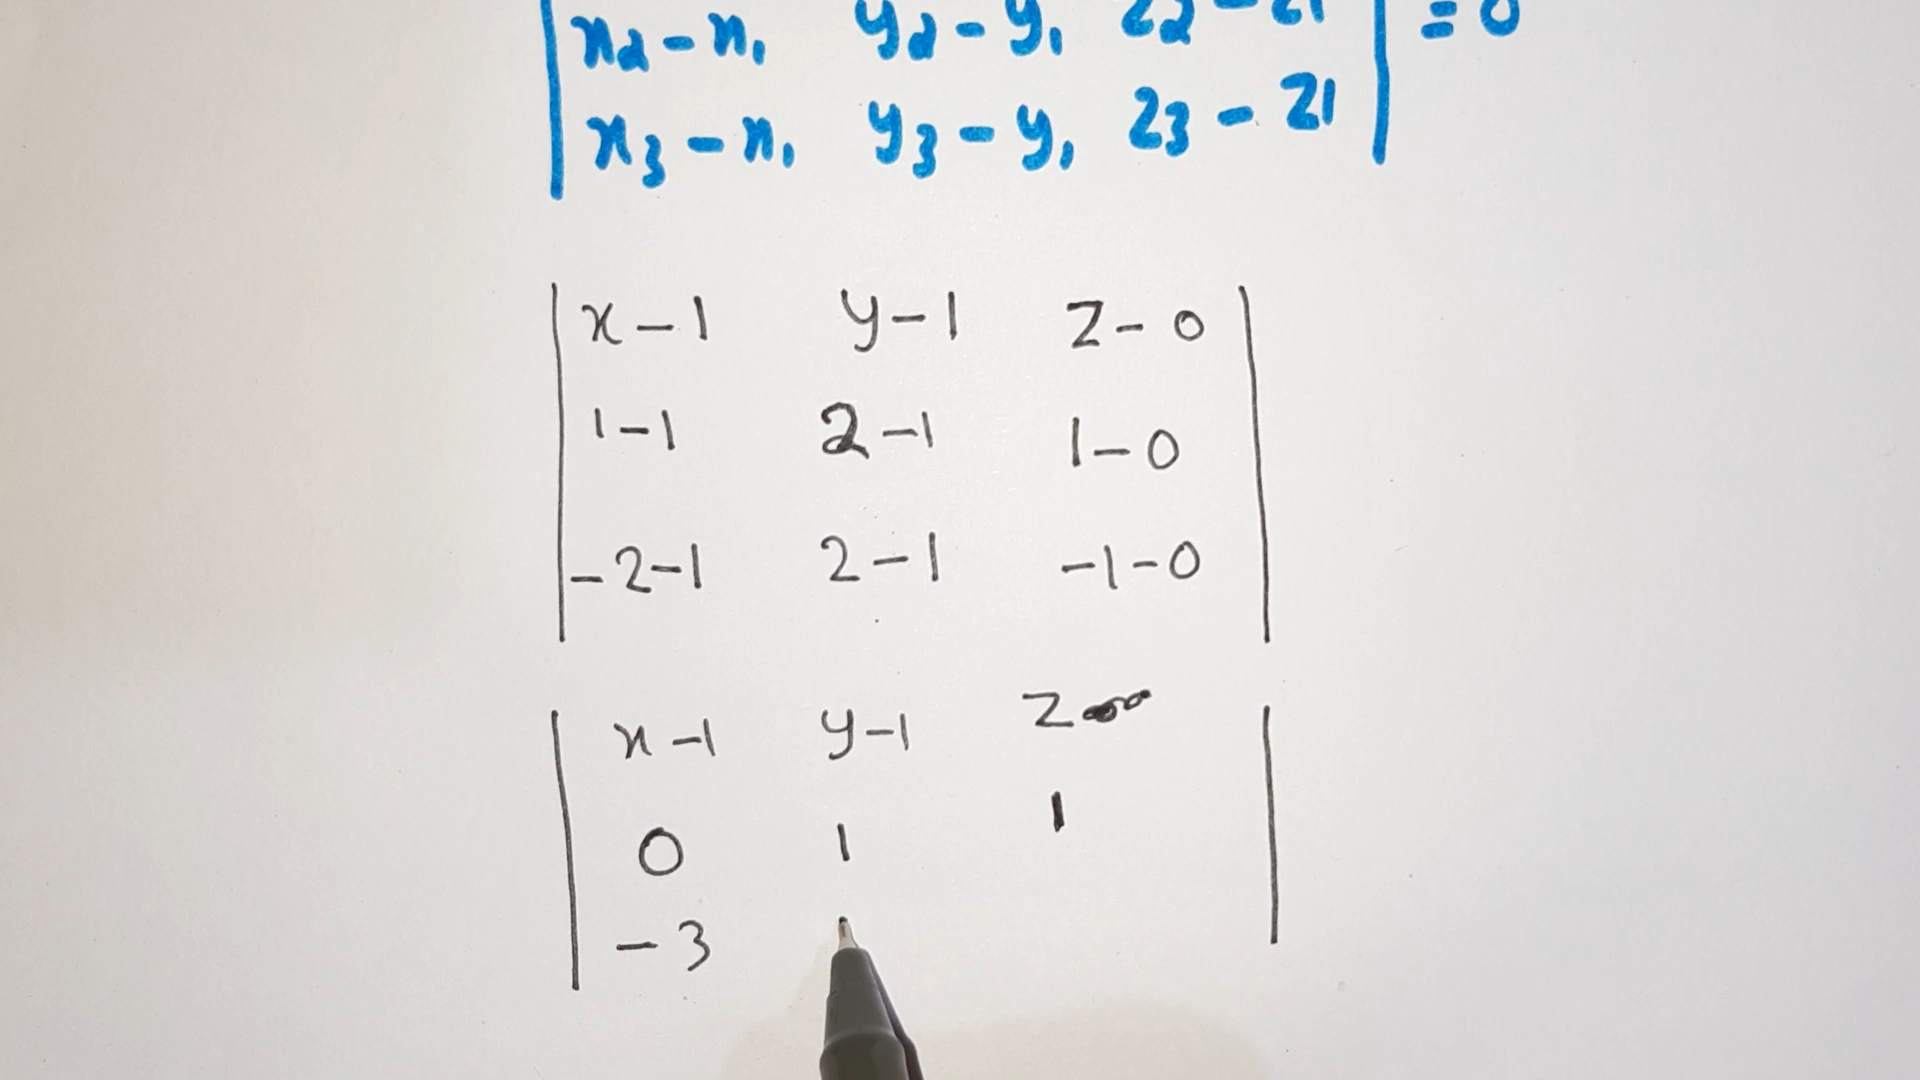 x2 - x1 y2 - y1 z2 - z1 = 0
x3 - x1 y3 - y1 z3 - z1
x - 1 y - 1 z - 0
1 - 1 2 - 1 1 - 0
- 2 - 1 2 - 1 - 1 - 0
x - 1 y - 1 z
0 1 1
- 3